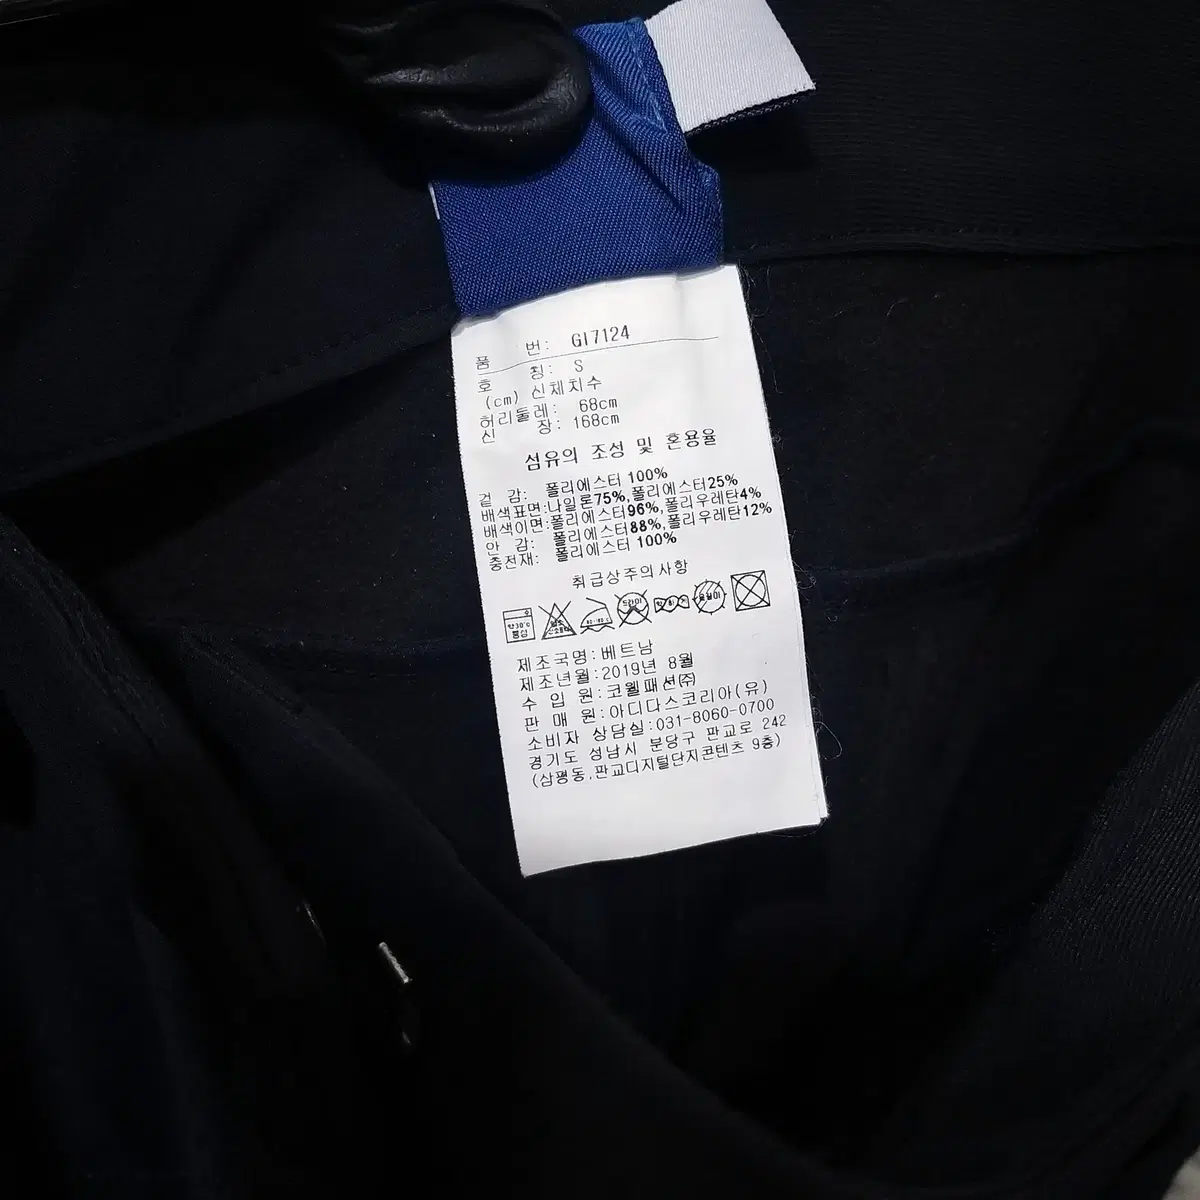 품 번: GI7124
호 칭: S
(cm) 신체치수
허리둘레: 68cm
신 장: 168cm
섬유의 조성 및 혼용율
겉 감: 폴리에스터 100%
배색표면:나일론75%,폴리에스터25%
배색이면:폴리에스터96%,폴리우레탄4%
안 감: 폴리에스터88%,폴리우레탄12%
충전재: 폴리에스터 100%
취급상주의사항
약30℃
중성
드라이
제조국명:베트남
제조년월:2019년 8월
수 입 원:코웰패션㈜
판 매 원:아디다스코리아(유)
소비자 상담실:031-8060-0700
경기도 성남시 분당구 판교로 242
(삼평동,판교디지털단지콘텐츠 9층)